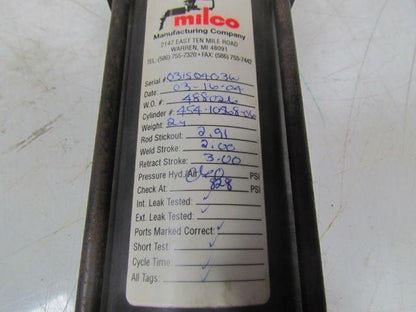 milco
Manufacturing Company
2147 EAST TEN MILE ROAD
WARREN, MI 48091
TEL: (586) 755-7320 • FAX: (586) 755-7442
Serial #
Date: 03-16-04
W.O. #: 488026
Cylinder # 454-10268-06
Weight: 24
Rod Stickout: 2.91
Weld Stroke: 2.00
Retract Stroke: 3.00
Pressure Hyd./Air: 060 PSI
Check At: 828 PSI
Int. Leak Tested: ✓
Ext. Leak Tested: ✓
Ports Marked Correct: ✓
Short Test: ✓
Cycle Time: ✓
All Tags: ✓